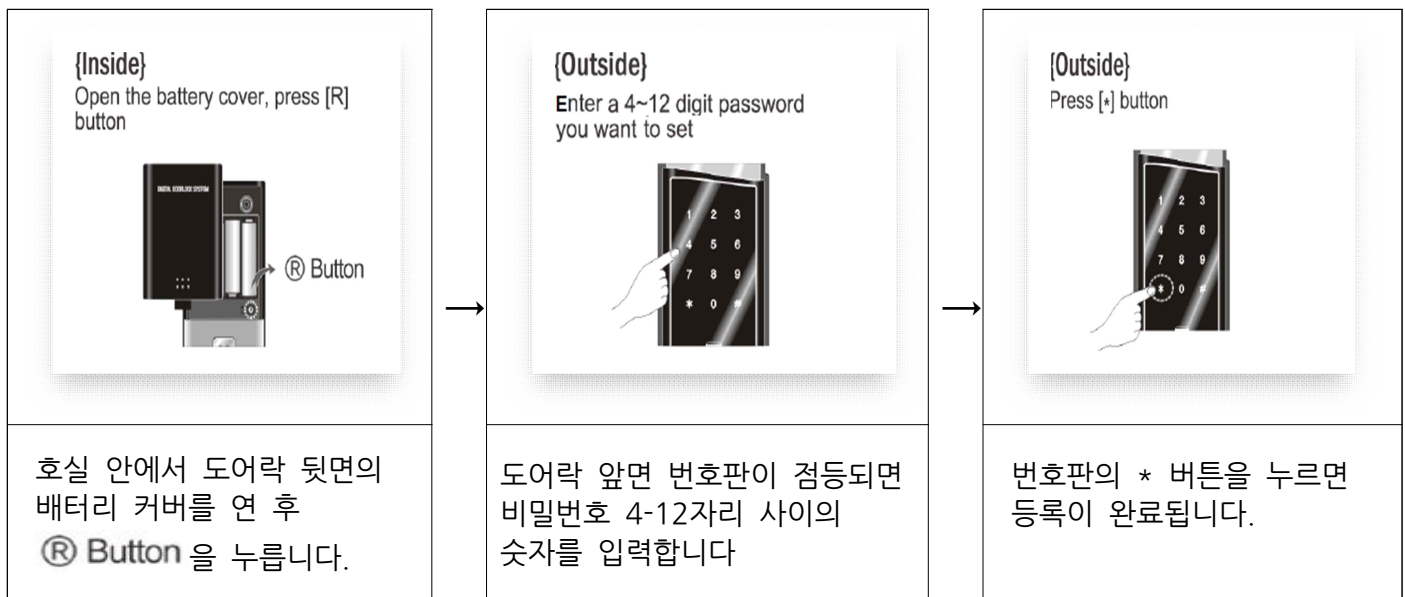 {Inside}
Open the battery cover, press [R]
button
DIGITAL DOORLOCK SYSTEM
Ⓡ Button
호실 안에서 도어락 뒷면의
배터리 커버를 연 후
Ⓡ Button 을 누릅니다.
→
{Outside}
Enter a 4~12 digit password
you want to set
1 2 3
4 5 6
7 8 9
* 0 #
도어락 앞면 번호판이 점등되면
비밀번호 4-12자리 사이의
숫자를 입력합니다
→
{Outside}
Press [*] button
1 2 3
4 5 6
7 8 9
* 0 #
번호판의 * 버튼을 누르면
등록이 완료됩니다.